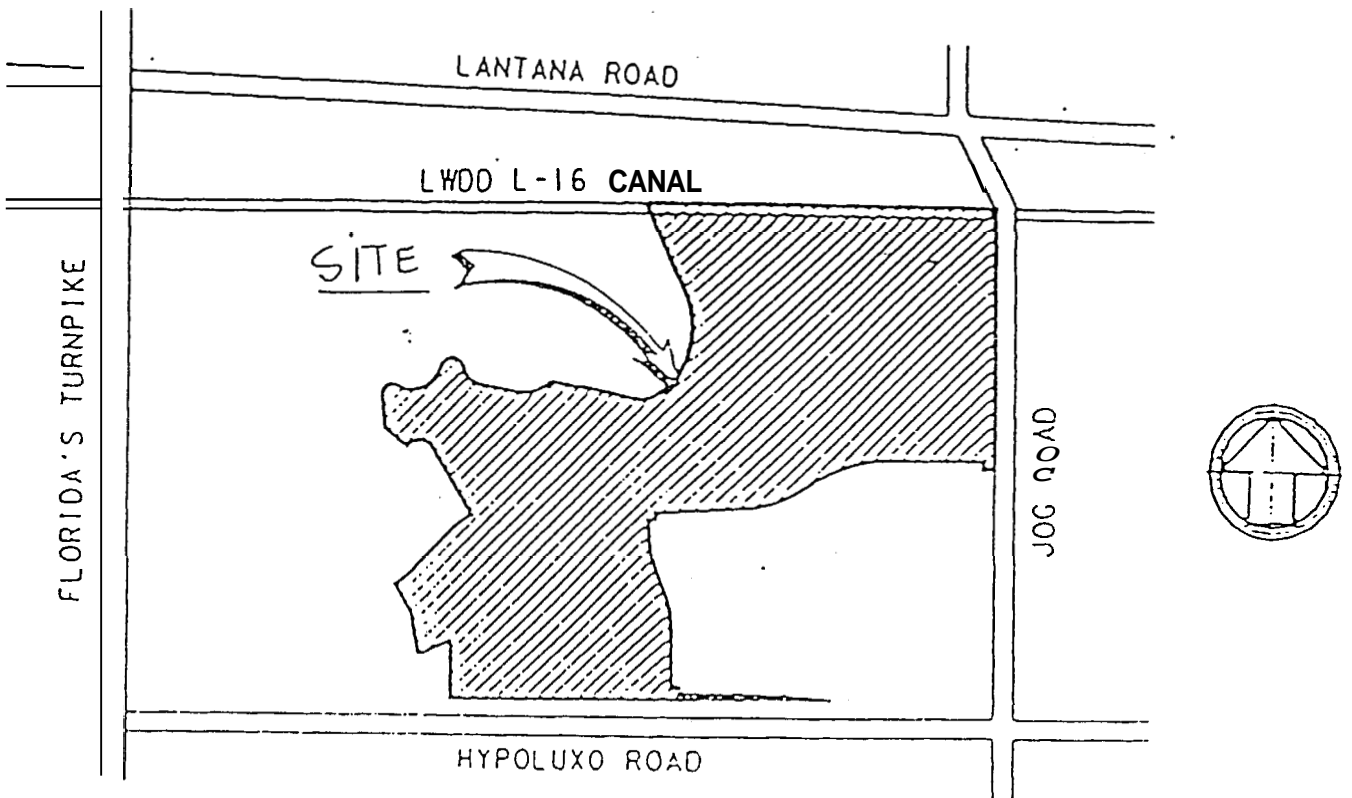 LANTANA ROAD
LWDD L-16 CANAL
SITE
FLORIDA'S TURNPIKE
JOG ROAD
HYPOLUXO ROAD